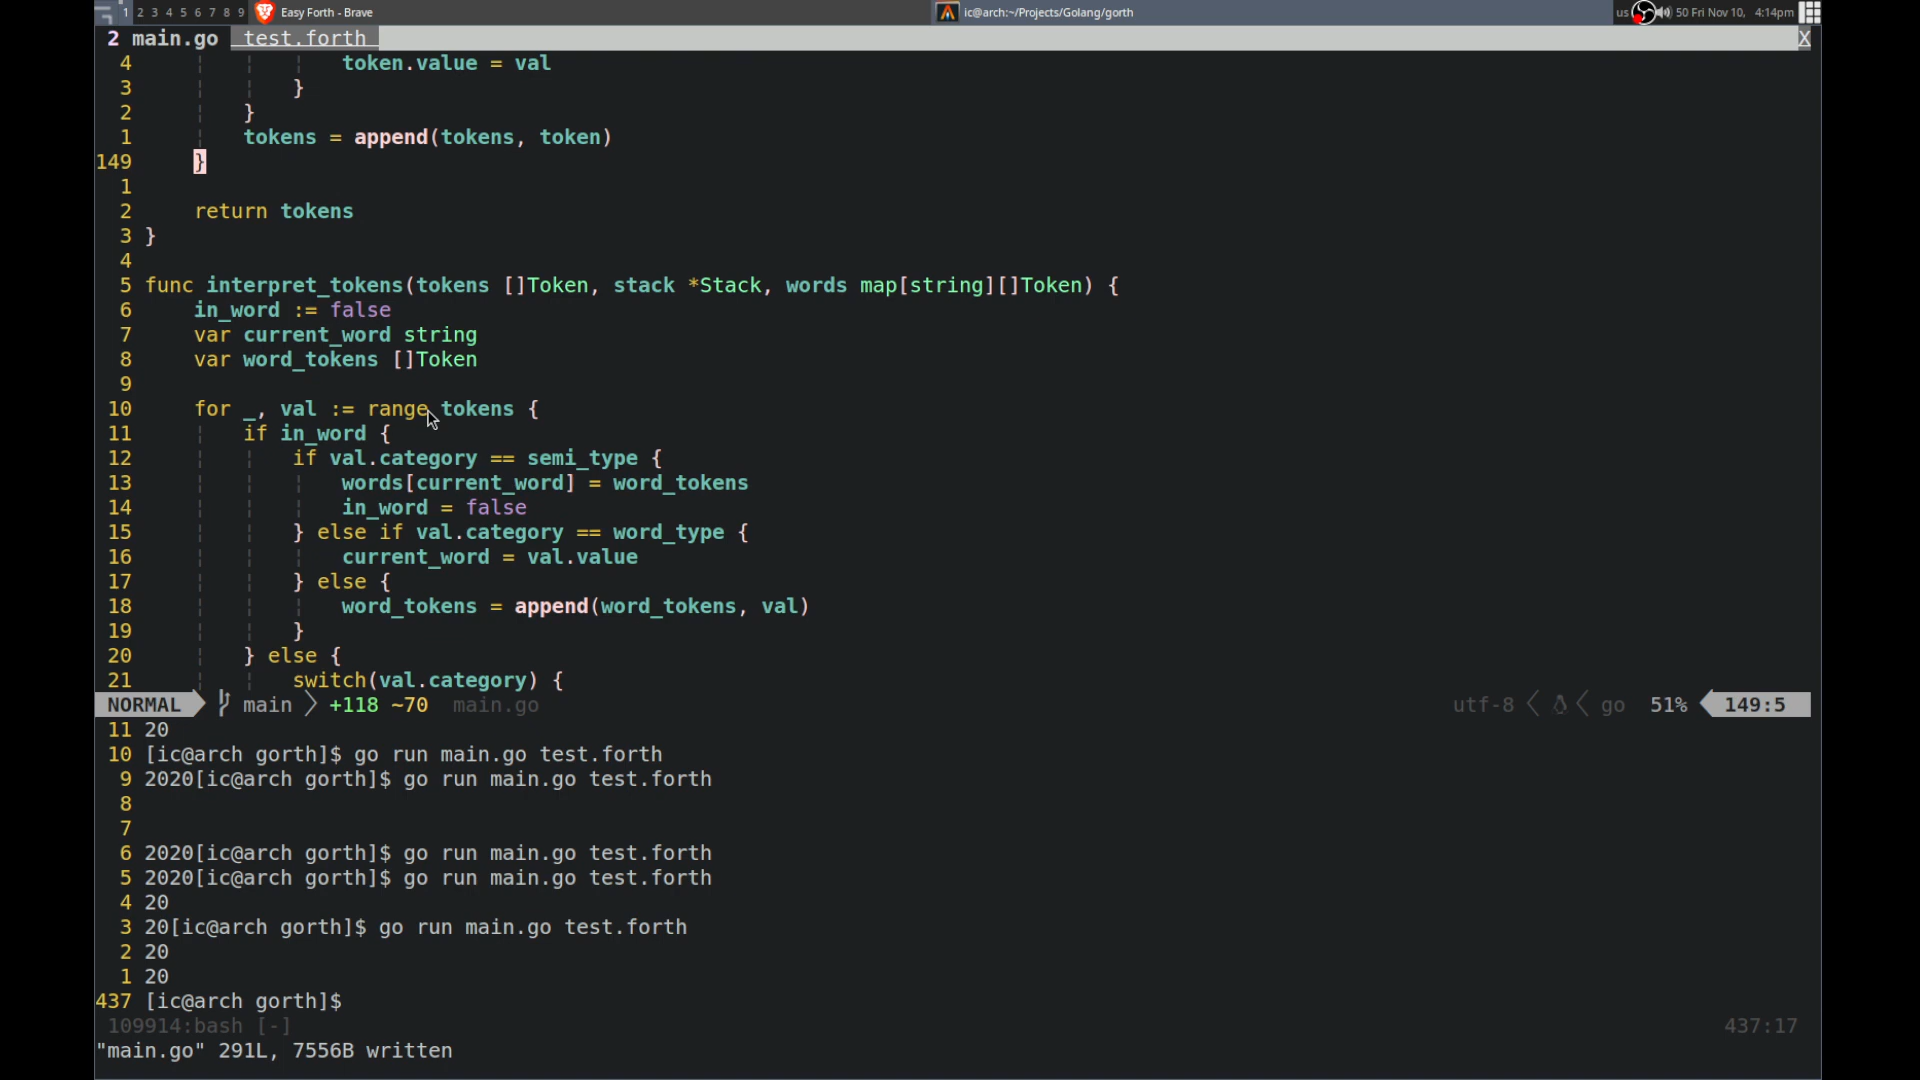 1 2 3 4 5 6 7 8 9 Easy Forth - Brave ic@arch:~/Projects/Golang/gorth us 50 Fri Nov 10, 4:14pm
2 main.go test.forth X
4 token.value = val
3 }
2 }
1 tokens = append(tokens, token)
149 }
1
2 return tokens
3 }
4
5 func interpret_tokens(tokens []Token, stack *Stack, words map[string][]Token) {
6 in_word := false
7 var current_word string
8 var word_tokens []Token
9
10 for _, val := range tokens {
11 if in_word {
12 if val.category == semi_type {
13 words[current_word] = word_tokens
14 in_word = false
15 } else if val.category == word_type {
16 current_word = val.value
17 } else {
18 word_tokens = append(word_tokens, val)
19 }
20 } else {
21 switch(val.category) {
NORMAL main +118 ~70 main.go utf-8 go 51% 149:5
11 20
10 [ic@arch gorth]$ go run main.go test.forth
9 2020[ic@arch gorth]$ go run main.go test.forth
8
7
6 2020[ic@arch gorth]$ go run main.go test.forth
5 2020[ic@arch gorth]$ go run main.go test.forth
4 20
3 20[ic@arch gorth]$ go run main.go test.forth
2 20
1 20
437 [ic@arch gorth]$
109914:bash [-] 437:17
"main.go" 291L, 7556B written